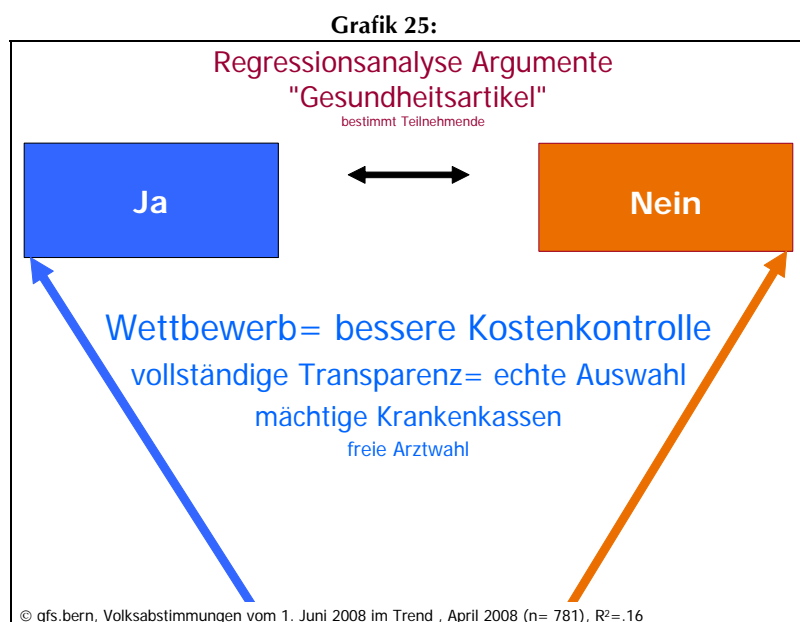 Grafik 25:
Regressionsanalyse Argumente
"Gesundheitsartikel"
bestimmt Teilnehmende
Ja
Nein
Wettbewerb= bessere Kostenkontrolle
vollständige Transparenz= echte Auswahl
mächtige Krankenkassen
freie Arztwahl
© gfs.bern, Volksabstimmungen vom 1. Juni 2008 im Trend , April 2008 (n= 781), R²=.16